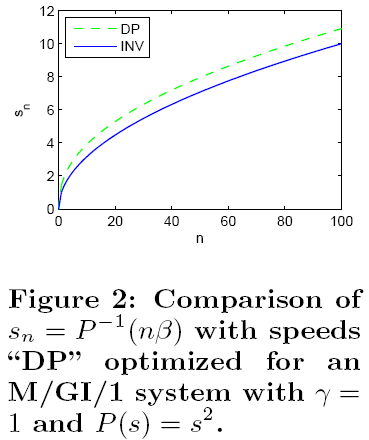 12
10
8
6
4
2
0
s_n
DP
INV
0 20 40 60 80 100
n
Figure 2: Comparison of
s_n = P^{-1}(nβ) with speeds
“DP” optimized for an
M/GI/1 system with γ =
1 and P(s) = s^2.